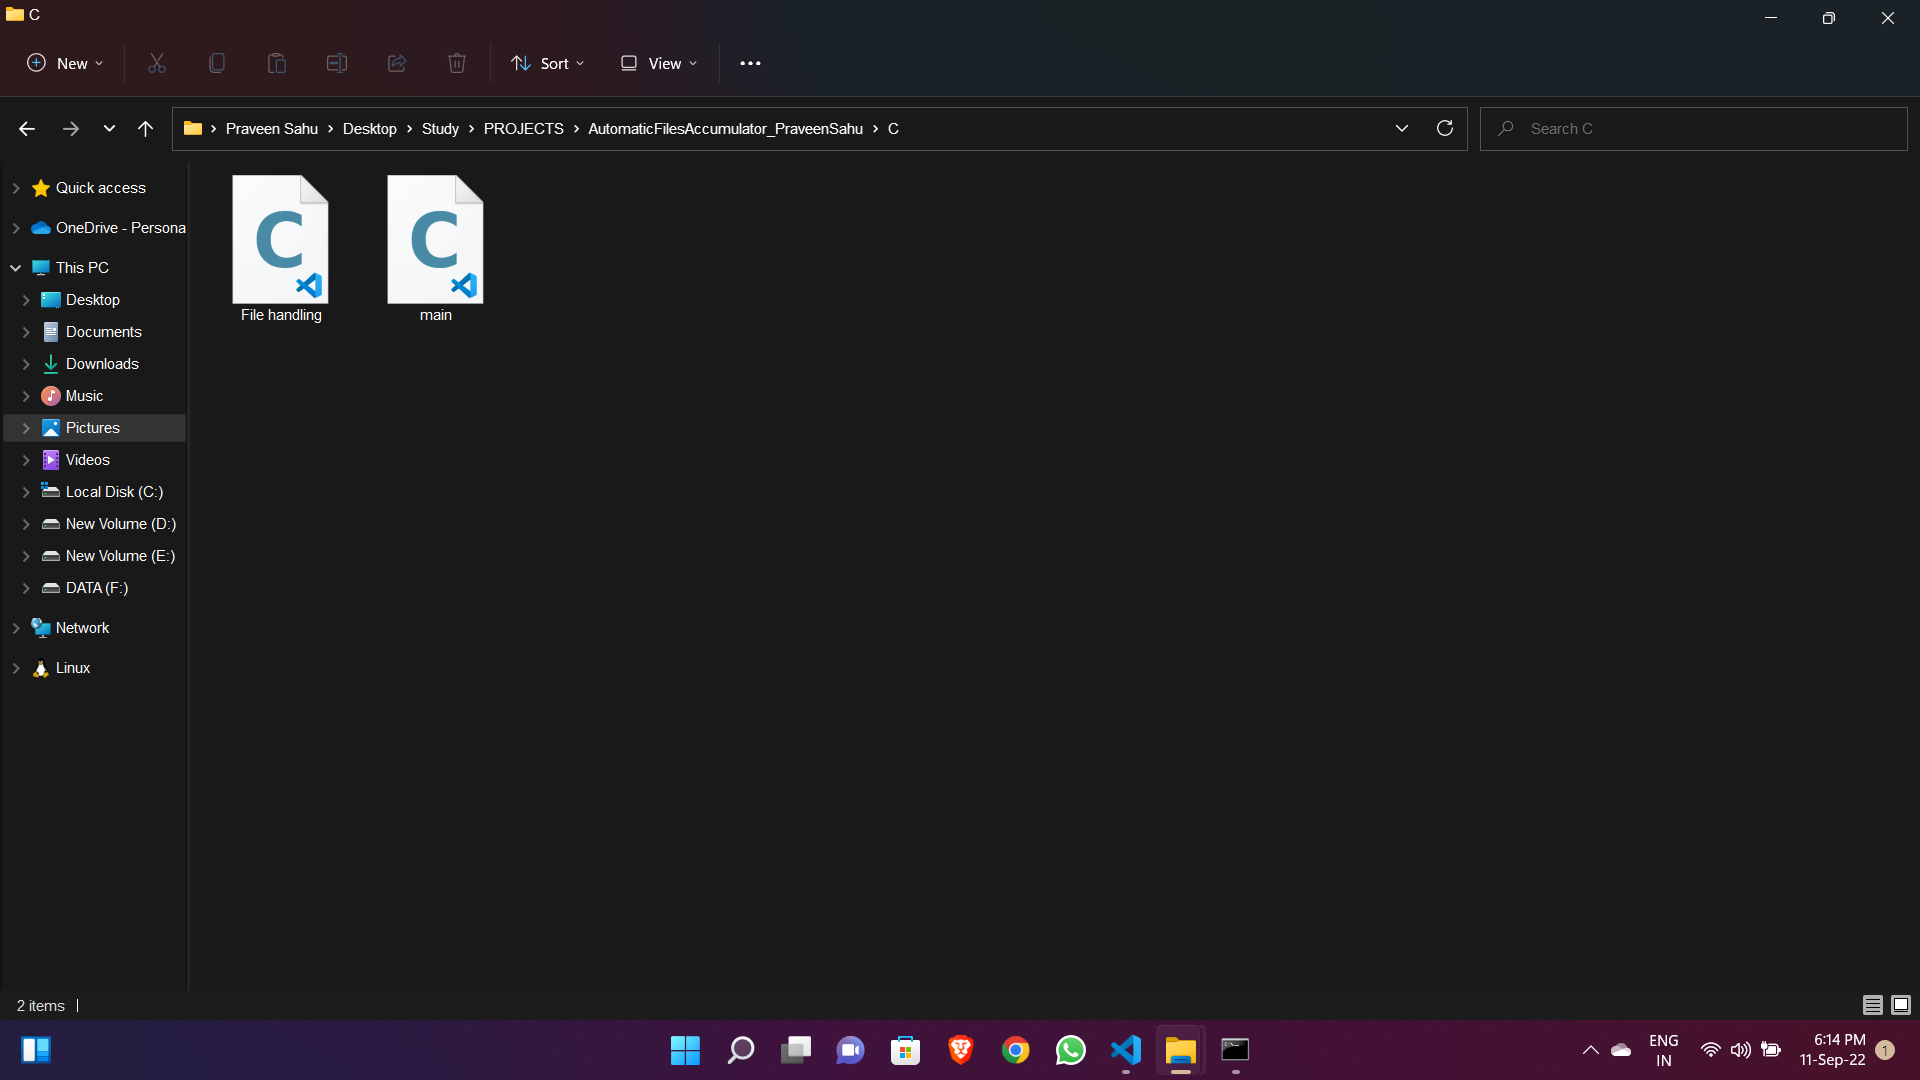 C
New
Sort
View
Praveen Sahu
Desktop
Study
PROJECTS
AutomaticFilesAccumulator_PraveenSahu
C
Search C
Quick access
OneDrive - Persona
This PC
Desktop
Documents
Downloads
Music
Pictures
Videos
Local Disk (C:)
New Volume (D:)
New Volume (E:)
DATA (F:)
Network
Linux
C
File handling
C
main
2 items
ENG
IN
6:14 PM
11-Sep-22
1